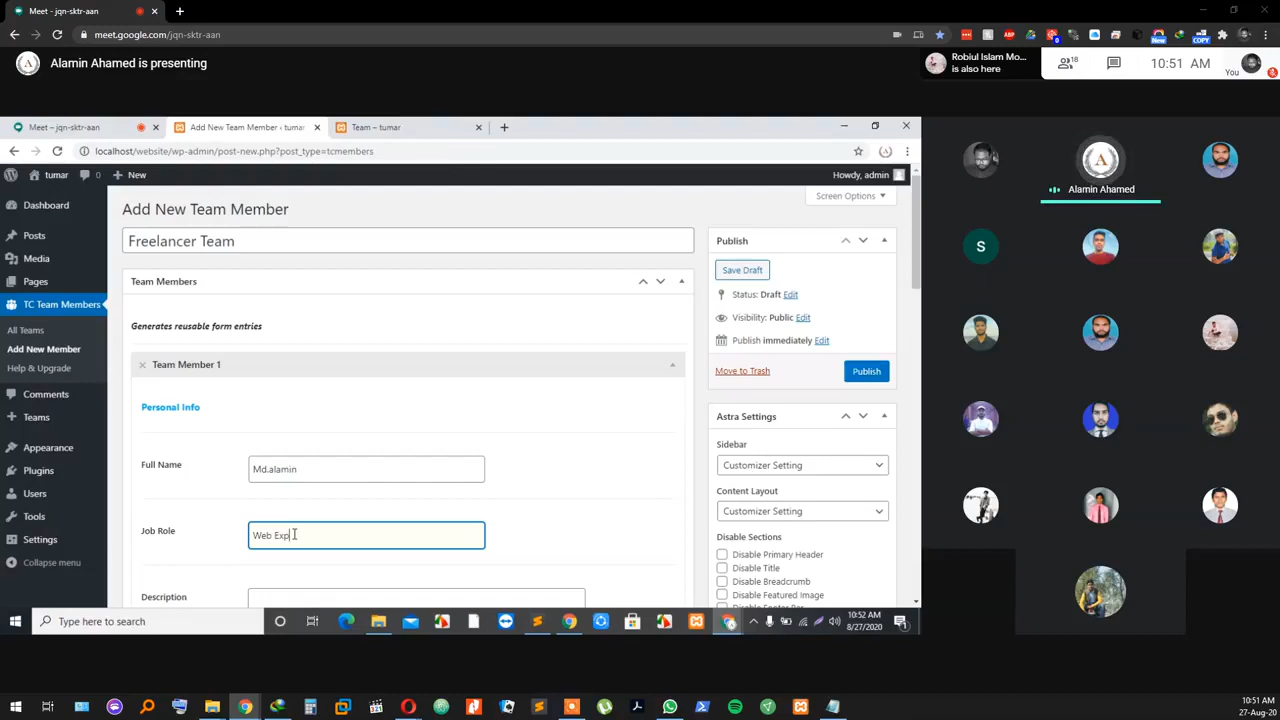 Meet - jqn-sktr-aan
meet.google.com/jqn-sktr-aan
New
COPY
Alamin Ahamed is presenting
Robiul Islam Mo...
is also here
18
10:51 AM
You
Meet – jqn-sktr-aan
Add New Team Member ‹ tumar
Team – tumar
localhost/website/wp-admin/post-new.php?post_type=tcmembers
tumar
0
New
Howdy, admin
Dashboard
Posts
Media
Pages
TC Team Members
All Teams
Add New Member
Help & Upgrade
Comments
Teams
Appearance
Plugins
Users
Tools
Settings
Collapse menu
Screen Options
Add New Team Member
Freelancer Team
Team Members
Generates reusable form entries
Team Member 1
Personal Info
Full Name
Md.alamin
Job Role
Web Exp
Description
Publish
Save Draft
Status: Draft Edit
Visibility: Public Edit
Publish immediately Edit
Move to Trash
Publish
Astra Settings
Sidebar
Customizer Setting
Content Layout
Customizer Setting
Disable Sections
Disable Primary Header
Disable Title
Disable Breadcrumb
Disable Featured Image
Disable Footer Bar
A
Alamin Ahamed
S
Type here to search
10:52 AM
8/27/2020
10:51 AM
27-Aug-20